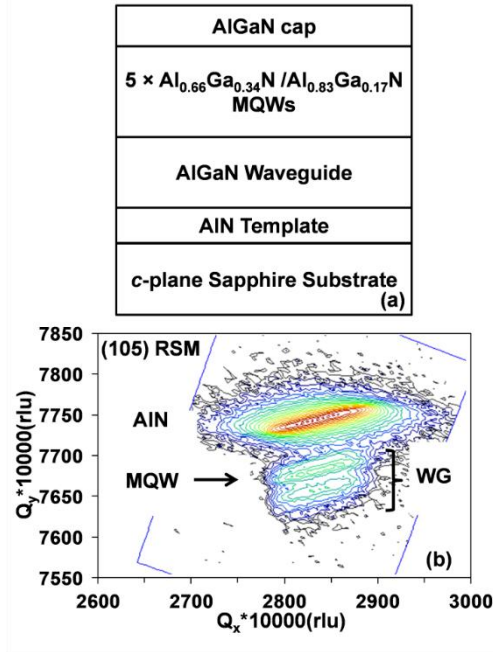 AlGaN cap
5 × Al0.66Ga0.34N /Al0.83Ga0.17N
MQWs
AlGaN Waveguide
AlN Template
c-plane Sapphire Substrate
(a)
(105) RSM
AlN
MQW
WG
(b)
Qy*10000(rlu)
7850
7800
7750
7700
7650
7600
7550
2600
2700
2800
2900
3000
Qx*10000(rlu)